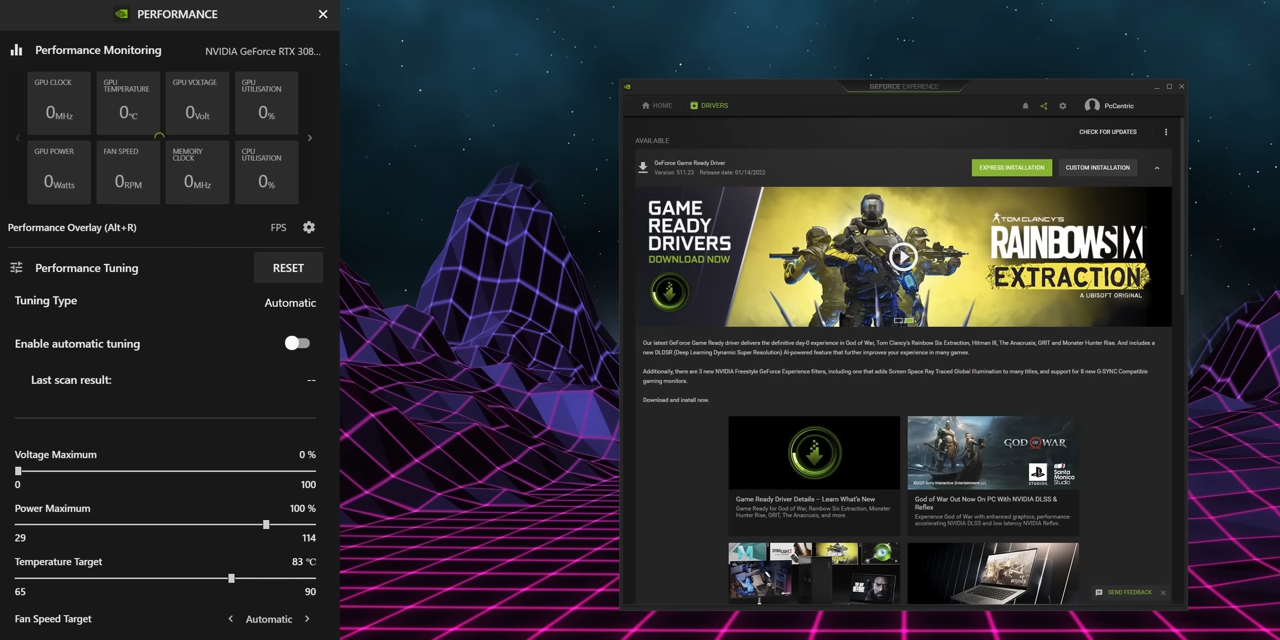 PERFORMANCE
Performance Monitoring
NVIDIA GeForce RTX 308...
GPU CLOCK
0MHz
GPU TEMPERATURE
0°C
GPU VOLTAGE
0Volt
GPU UTILISATION
0%
GPU POWER
0Watts
FAN SPEED
0RPM
MEMORY CLOCK
0MHz
CPU UTILISATION
0%
Performance Overlay (Alt+R)
FPS
Performance Tuning
RESET
Tuning Type
Automatic
Enable automatic tuning
Last scan result:
--
Voltage Maximum
0 %
0
100
Power Maximum
100 %
29
114
Temperature Target
83 °C
65
90
Fan Speed Target
Automatic
GEFORCE EXPERIENCE
HOME
DRIVERS
PcCentric
CHECK FOR UPDATES
AVAILABLE
GeForce Game Ready Driver
Version: 511.23 Release date: 01/14/2022
EXPRESS INSTALLATION
CUSTOM INSTALLATION
GAME
READY
DRIVERS
DOWNLOAD NOW
TOM CLANCY'S
RAINBOW SIX
EXTRACTION
A UBISOFT ORIGINAL
Our latest GeForce Game Ready driver delivers the definitive day-0 experience in God of War, Tom Clancy's Rainbow Six Extraction, Hitman III, The Anacrusis, GRIT and Monster Hunter Rise. And includes a
new DLDSR (Deep Learning Dynamic Super Resolution) AI-powered feature that further improves your experience in many games.
Additionally, there are 3 new NVIDIA Freestyle GeForce Experience filters, including one that adds Screen Space Ray Traced Global Illumination to many titles, and support for 8 new G-SYNC Compatible
gaming monitors.
Download and install now.
GOD OF WAR
PlayStation
STUDIOS
Santa
Monica
Studio
Game Ready Driver Details – Learn What's New
Game Ready for God of War, Rainbow Six Extraction, Monster
Hunter Rise, GRIT, The Anacrusis, and more.
God of War Out Now On PC With NVIDIA DLSS &
Reflex
Experience God of War with enhanced graphics, performance-
accelerating NVIDIA DLSS and low latency NVIDIA Reflex.
SEND FEEDBACK